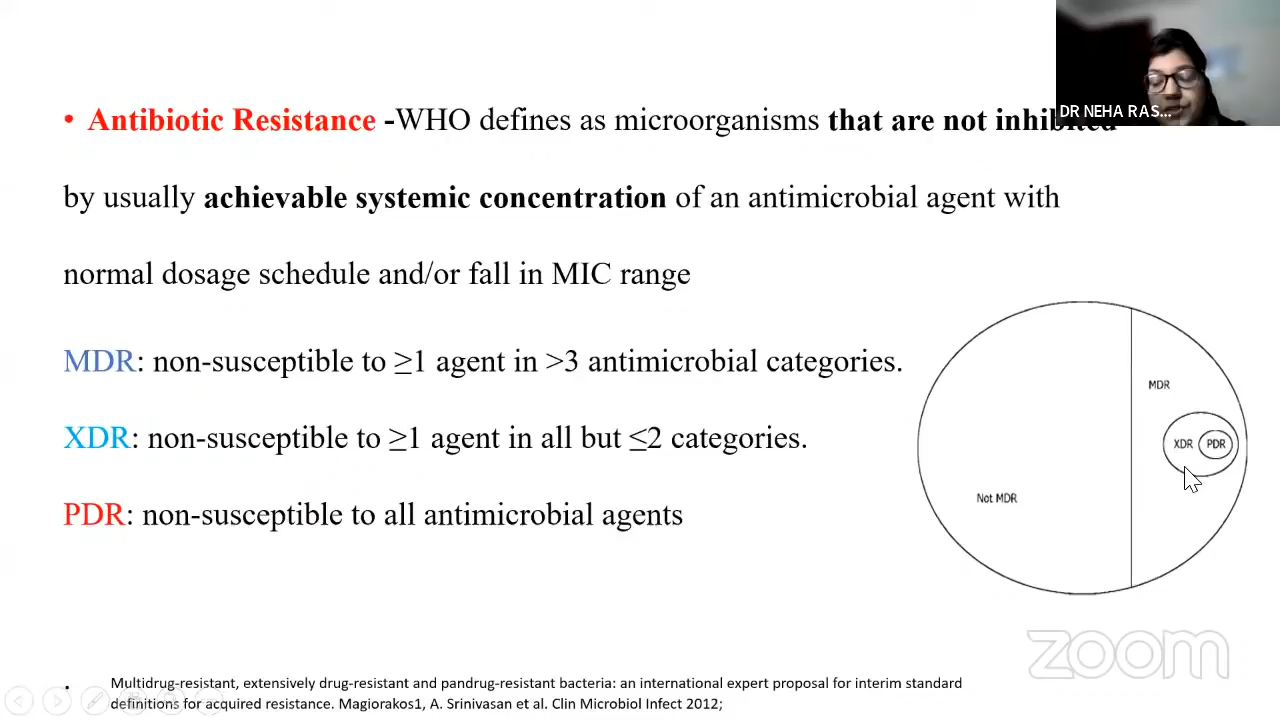 DR NEHA RAS...
• Antibiotic Resistance -WHO defines as microorganisms that are not inhibited
by usually achievable systemic concentration of an antimicrobial agent with
normal dosage schedule and/or fall in MIC range
MDR: non-susceptible to ≥1 agent in >3 antimicrobial categories.
XDR: non-susceptible to ≥1 agent in all but ≤2 categories.
PDR: non-susceptible to all antimicrobial agents
MDR
XDR
PDR
Not MDR
zoom
• Multidrug-resistant, extensively drug-resistant and pandrug-resistant bacteria: an international expert proposal for interim standard
definitions for acquired resistance. Magiorakos1, A. Srinivasan et al. Clin Microbiol Infect 2012;